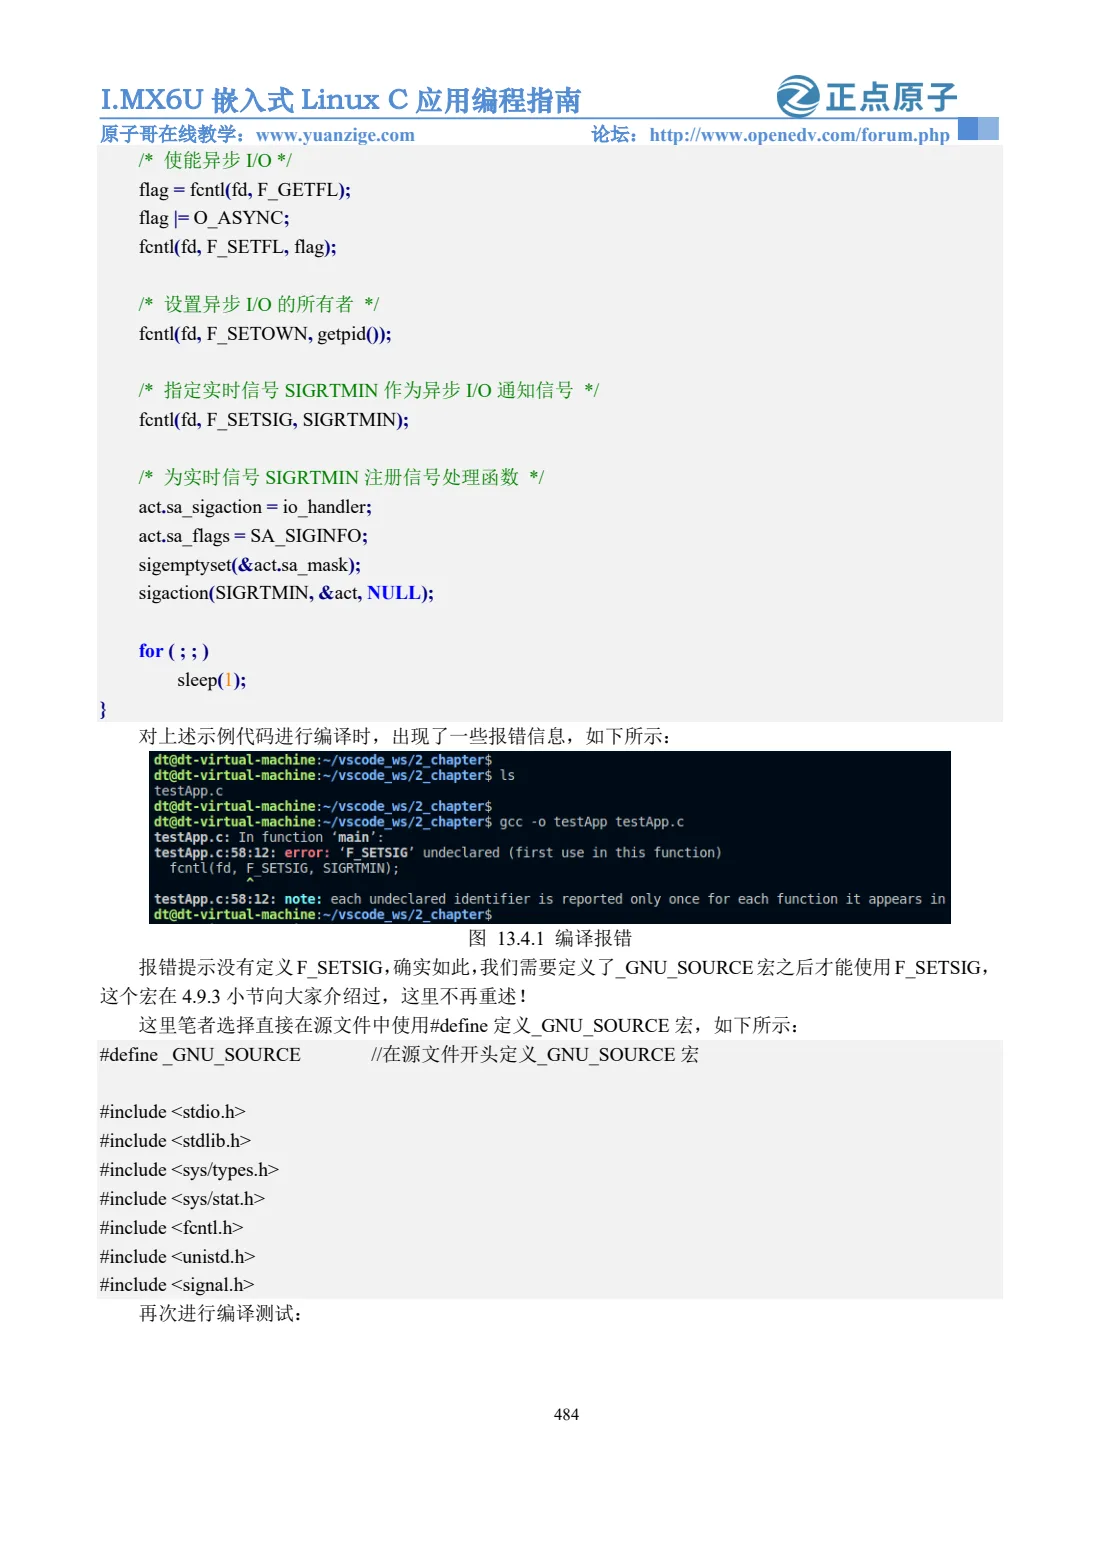 I.MX6U 嵌入式 Linux C 应用编程指南
正点原子
原子哥在线教学：www.yuanzige.com 论坛：http://www.openedv.com/forum.php
/* 使能异步 I/O */
flag = fcntl(fd, F_GETFL);
flag |= O_ASYNC;
fcntl(fd, F_SETFL, flag);
/* 设置异步 I/O 的所有者 */
fcntl(fd, F_SETOWN, getpid());
/* 指定实时信号 SIGRTMIN 作为异步 I/O 通知信号 */
fcntl(fd, F_SETSIG, SIGRTMIN);
/* 为实时信号 SIGRTMIN 注册信号处理函数 */
act.sa_sigaction = io_handler;
act.sa_flags = SA_SIGINFO;
sigemptyset(&act.sa_mask);
sigaction(SIGRTMIN, &act, NULL);
for ( ; ; )
sleep(1);
}
对上述示例代码进行编译时，出现了一些报错信息，如下所示：
dt@dt-virtual-machine:~/vscode_ws/2_chapter$
dt@dt-virtual-machine:~/vscode_ws/2_chapter$ ls
testApp.c
dt@dt-virtual-machine:~/vscode_ws/2_chapter$
dt@dt-virtual-machine:~/vscode_ws/2_chapter$ gcc -o testApp testApp.c
testApp.c: In function ‘main’:
testApp.c:58:12: error: ‘F_SETSIG’ undeclared (first use in this function)
fcntl(fd, F_SETSIG, SIGRTMIN);
^
testApp.c:58:12: note: each undeclared identifier is reported only once for each function it appears in
dt@dt-virtual-machine:~/vscode_ws/2_chapter$
图 13.4.1 编译报错
报错提示没有定义 F_SETSIG，确实如此，我们需要定义了_GNU_SOURCE 宏之后才能使用 F_SETSIG，
这个宏在 4.9.3 小节向大家介绍过，这里不再重述！
这里笔者选择直接在源文件中使用#define 定义_GNU_SOURCE 宏，如下所示：
#define _GNU_SOURCE //在源文件开头定义_GNU_SOURCE 宏
#include <stdio.h>
#include <stdlib.h>
#include <sys/types.h>
#include <sys/stat.h>
#include <fcntl.h>
#include <unistd.h>
#include <signal.h>
再次进行编译测试：
484